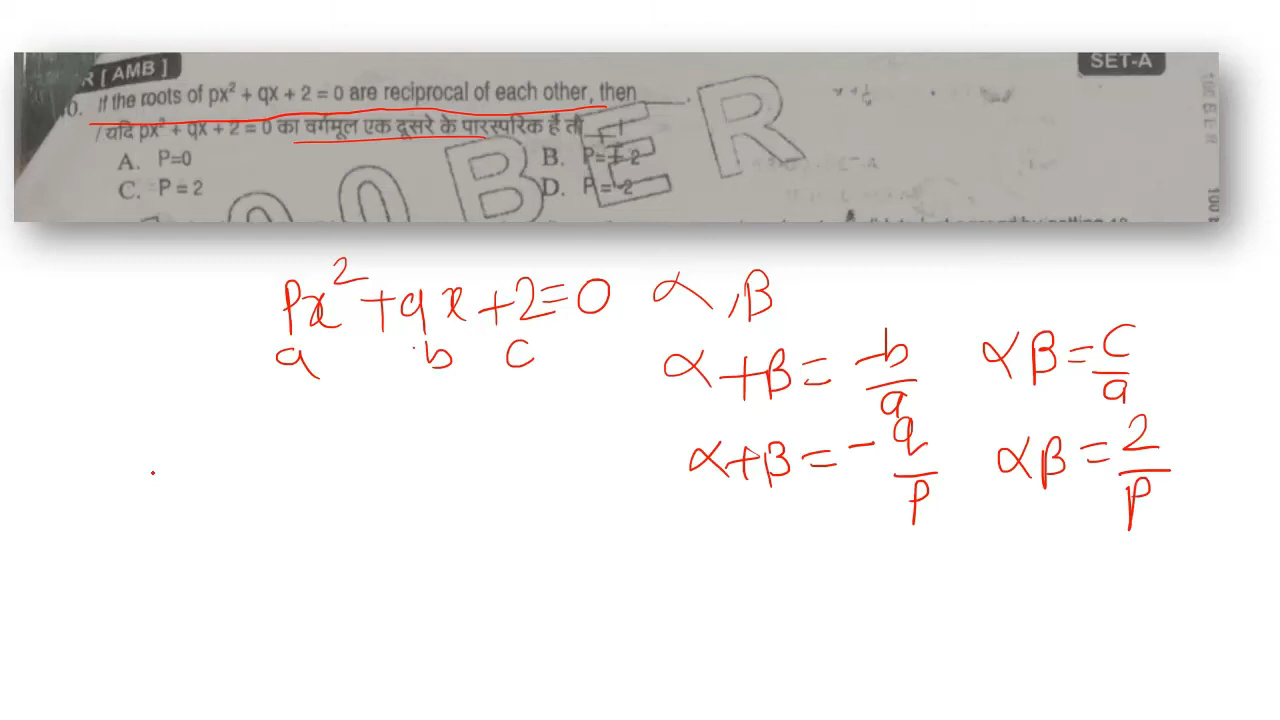 R [ AMB ]
SET-A
0. If the roots of px² + qx + 2 = 0 are reciprocal of each other, then
/ यदि px² + qx + 2 = 0 का वर्गमूल एक दूसरे के पारस्परिक हैं तो
A. P=0
B. P=
C. P = 2
D. P = -2
100 B E R
Px² + qx + 2 = 0 α , β
a b c
α + β = -b/a αβ = c/a
α + β = -q/P αβ = 2/P